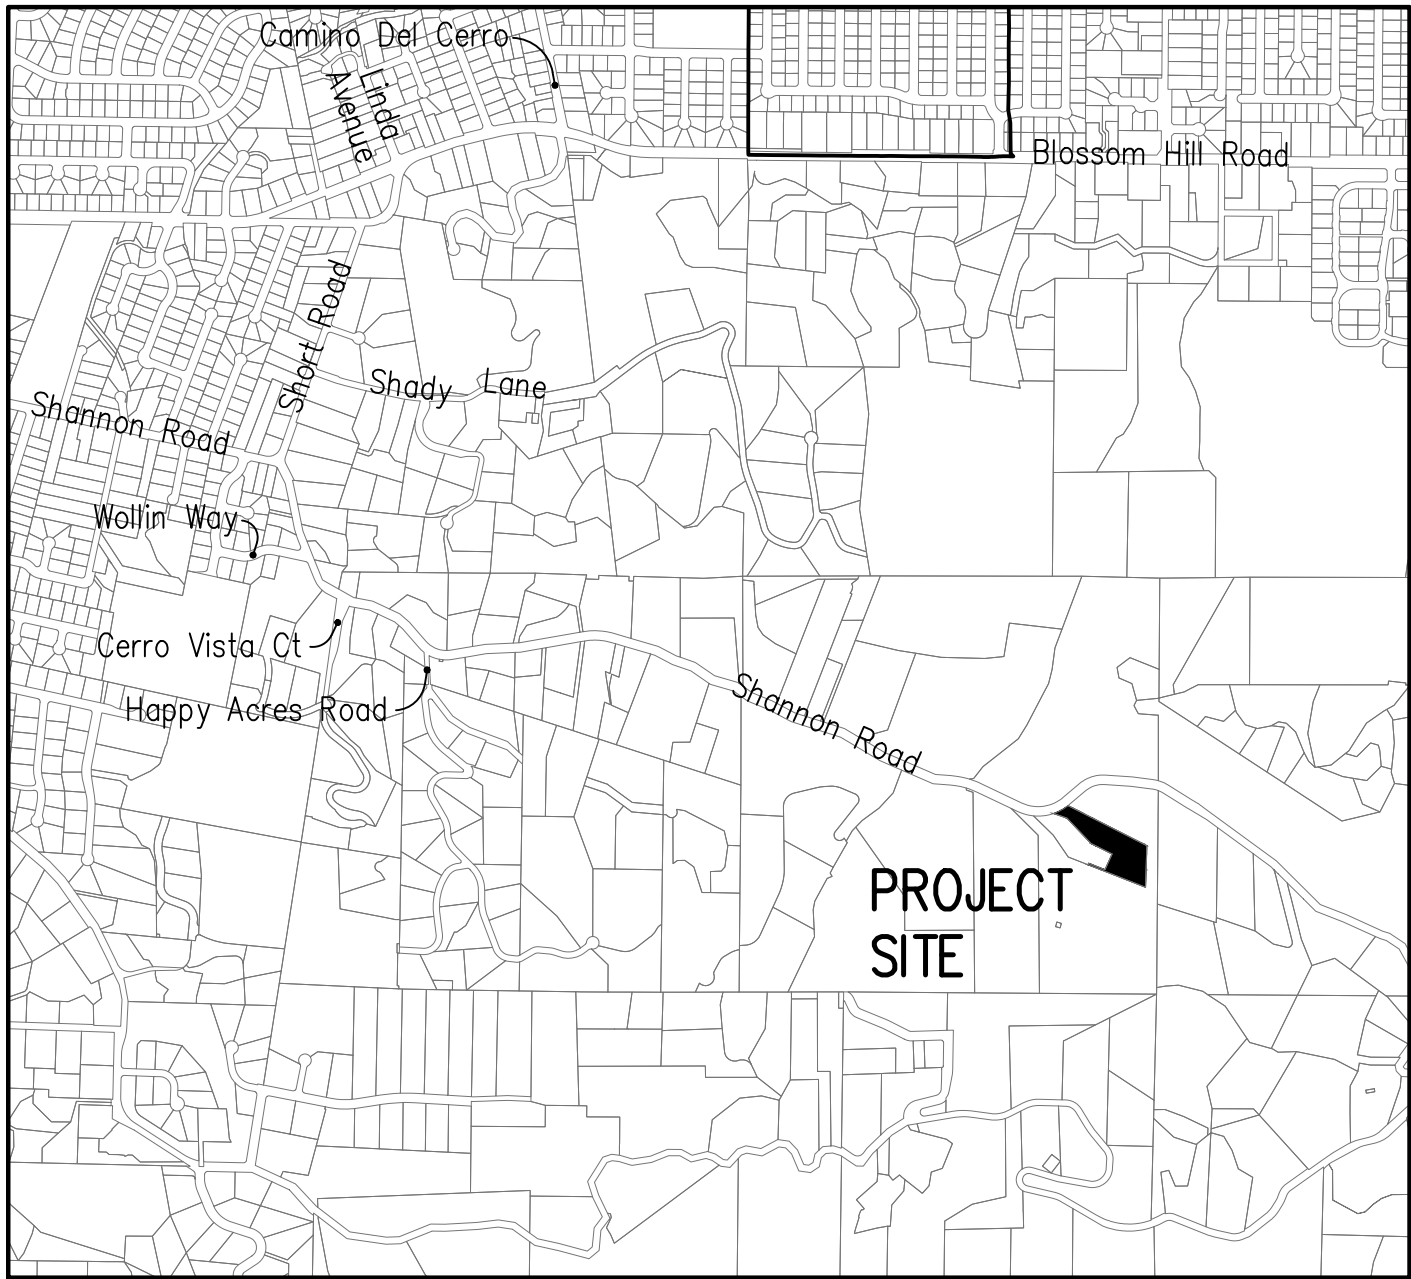 Camino Del Cerro
Linda
Avenue
Blossom Hill Road
Short Road
Shady Lane
Shannon Road
Wollin Way
Cerro Vista Ct
Happy Acres Road
Shannon Road
PROJECT
SITE